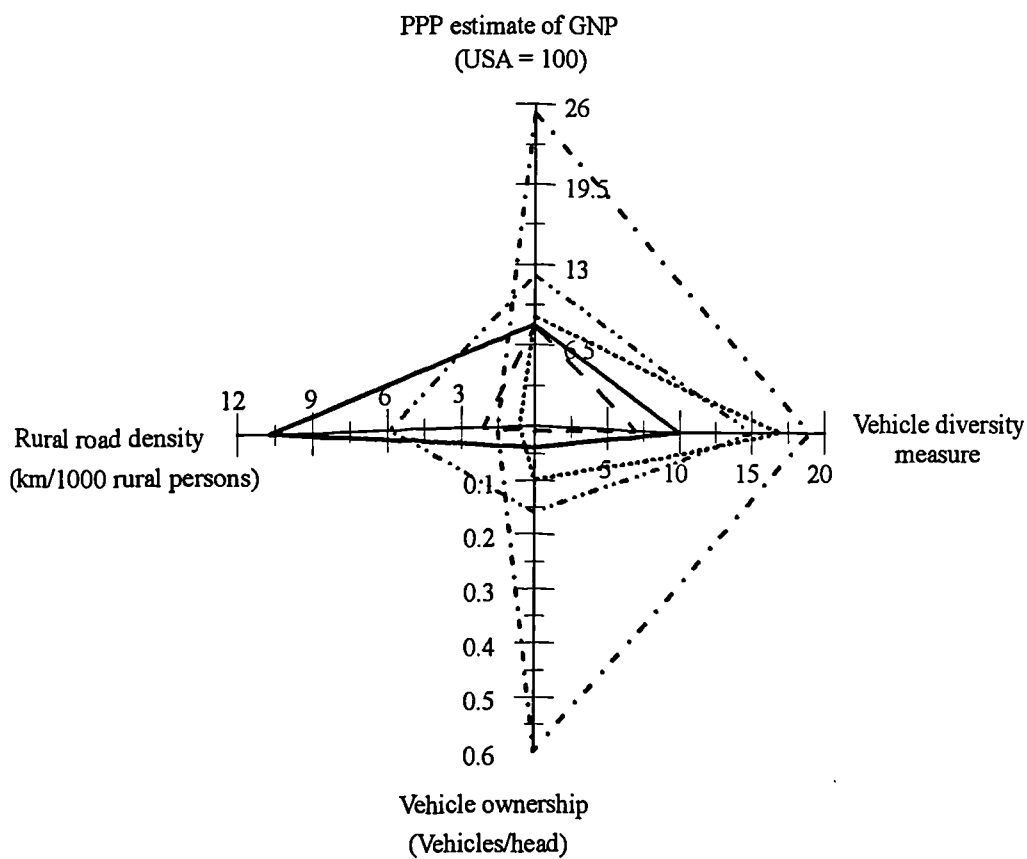 PPP estimate of GNP
(USA = 100)
26
19.5
13
6.5
12
9
6
3
Rural road density
(km/1000 rural persons)
5
10
15
20
Vehicle diversity
measure
0.1
0.2
0.3
0.4
0.5
0.6
Vehicle ownership
(Vehicles/head)